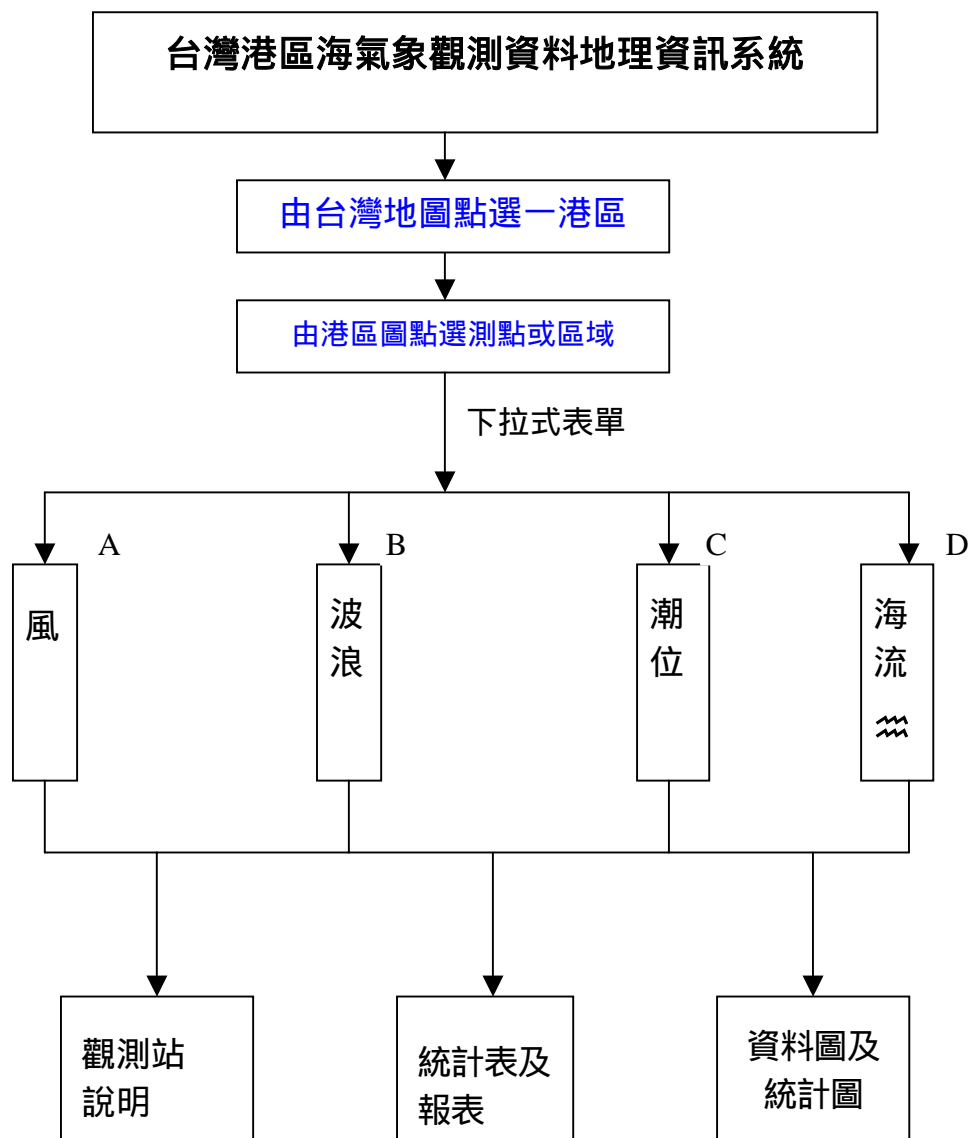 台灣港區海氣象觀測資料地理資訊系統
由台灣地圖點選一港區
由港區圖點選測點或區域
下拉式表單
A
B
C
D
風
波
浪
潮
位
海
流
觀測站
說明
統計表及
報表
資料圖及
統計圖